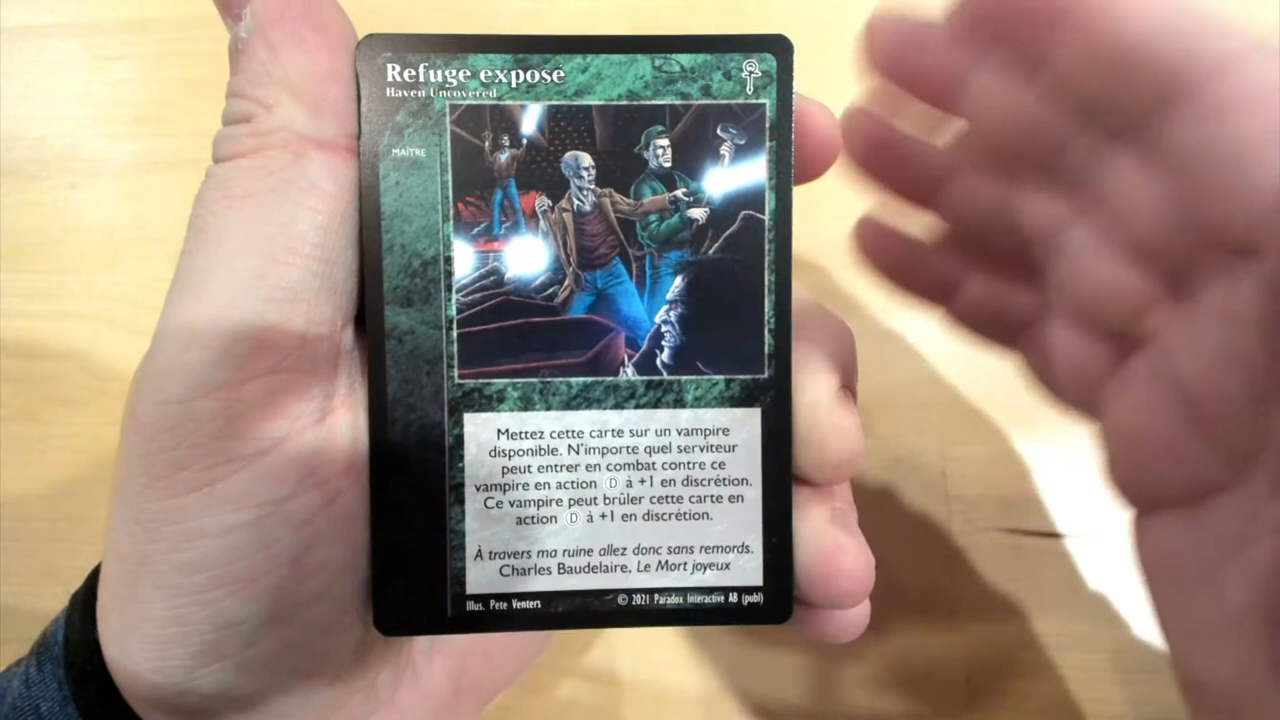 Refuge exposé
Haven Uncovered
MAÎTRE
Mettez cette carte sur un vampire
disponible. N'importe quel serviteur
peut entrer en combat contre ce
vampire en action Ⓓ à +1 en discrétion.
Ce vampire peut brûler cette carte en
action Ⓓ à +1 en discrétion.
À travers ma ruine allez donc sans remords.
Charles Baudelaire, Le Mort joyeux
Illus. Pete Venters
© 2021 Paradox Interactive AB (publ)